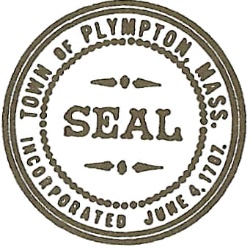 TOWN OF PLYMPTON, MASS.
SEAL
INCORPORATED JUNE 4, 1707.